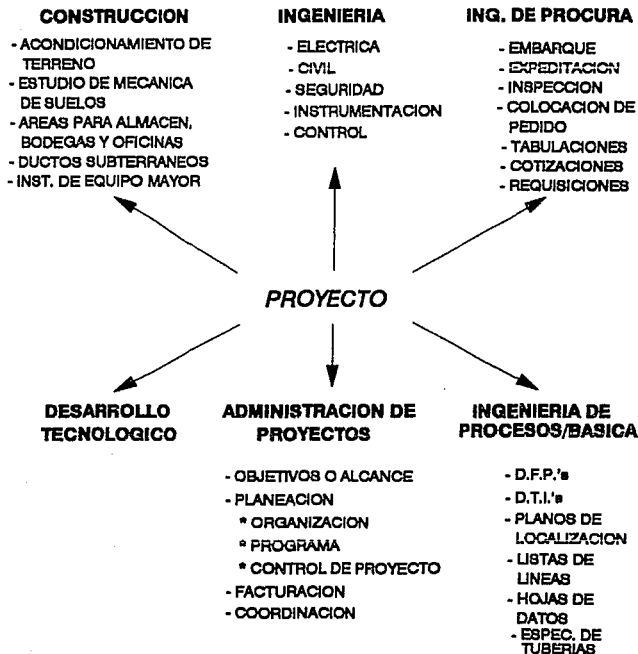 CONSTRUCCION
- ACONDICIONAMIENTO DE
TERRENO
- ESTUDIO DE MECANICA
DE SUELOS
- AREAS PARA ALMACEN,
BODEGAS Y OFICINAS
- DUCTOS SUBTERRANEOS
- INST. DE EQUIPO MAYOR
INGENIERIA
- ELECTRICA
- CIVIL
- SEGURIDAD
- INSTRUMENTACION
- CONTROL
ING. DE PROCURA
- EMBARQUE
- EXPEDITACION
- INSPECCION
- COLOCACION DE
PEDIDO
- TABULACIONES
- COTIZACIONES
- REQUISICIONES
PROYECTO
DESARROLLO
TECNOLOGICO
ADMINISTRACION DE
PROYECTOS
- OBJETIVOS O ALCANCE
- PLANEACION
* ORGANIZACION
* PROGRAMA
* CONTROL DE PROYECTO
- FACTURACION
- COORDINACION
INGENIERIA DE
PROCESOS/BASICA
- D.F.P.'s
- D.T.I.'s
- PLANOS DE
LOCALIZACION
- LISTAS DE
LINEAS
- HOJAS DE
DATOS
- ESPEC. DE
TUBERIAS